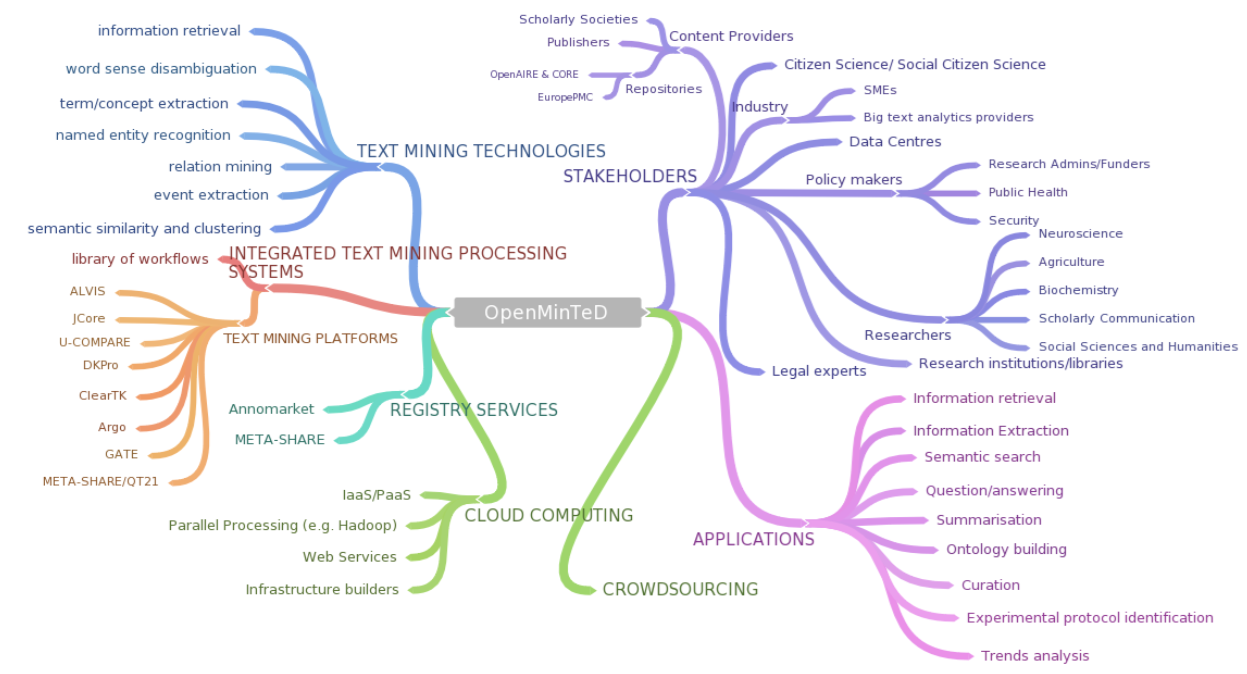 OpenMinTeD
TEXT MINING TECHNOLOGIES
information retrieval
word sense disambiguation
term/concept extraction
named entity recognition
relation mining
event extraction
semantic similarity and clustering
INTEGRATED TEXT MINING PROCESSING
SYSTEMS
library of workflows
TEXT MINING PLATFORMS
ALVIS
JCore
U-COMPARE
DKPro
ClearTK
Argo
GATE
META-SHARE/QT21
REGISTRY SERVICES
Annomarket
META-SHARE
CLOUD COMPUTING
IaaS/PaaS
Parallel Processing (e.g. Hadoop)
Web Services
Infrastructure builders
CROWDSOURCING
STAKEHOLDERS
Content Providers
Scholarly Societies
Publishers
Repositories
OpenAIRE & CORE
EuropePMC
Citizen Science/ Social Citizen Science
Industry
SMEs
Big text analytics providers
Data Centres
Policy makers
Research Admins/Funders
Public Health
Security
Researchers
Neuroscience
Agriculture
Biochemistry
Scholarly Communication
Social Sciences and Humanities
Research institutions/libraries
Legal experts
APPLICATIONS
Information retrieval
Information Extraction
Semantic search
Question/answering
Summarisation
Ontology building
Curation
Experimental protocol identification
Trends analysis